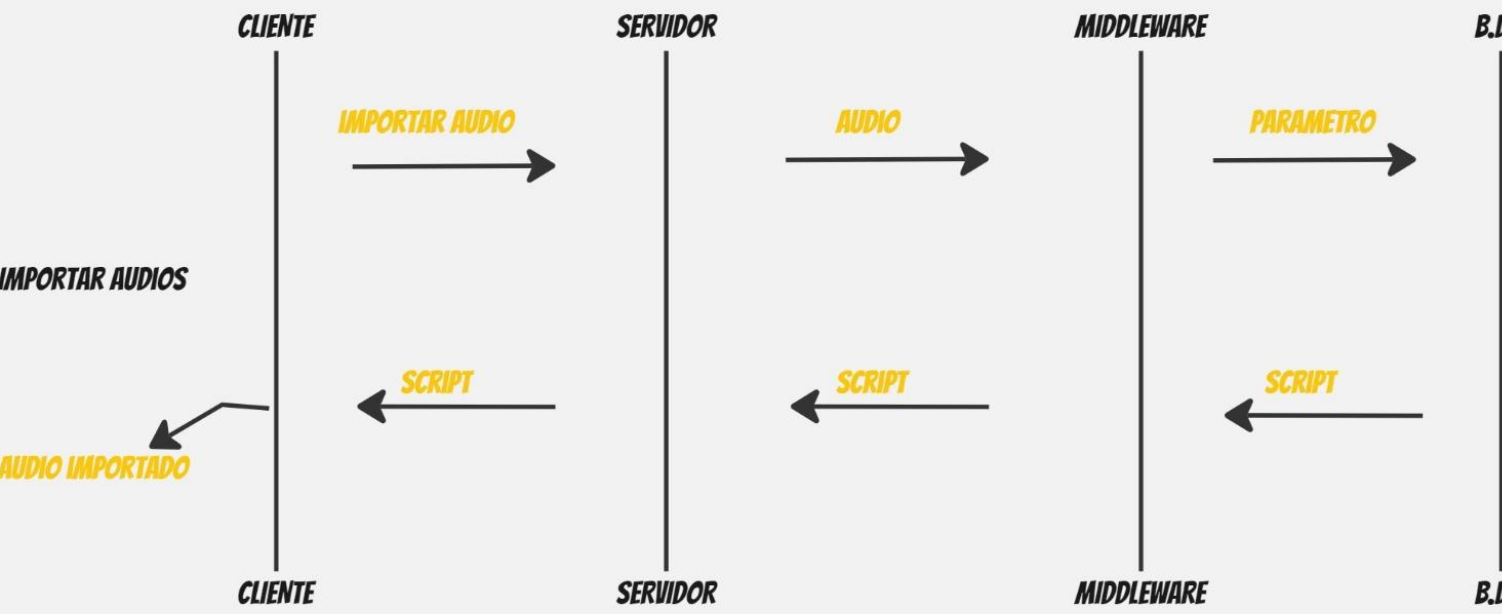 CLIENTE
SERVIDOR
MIDDLEWARE
IMPORTAR AUDIO
AUDIO
PARAMETRO
IMPORTAR AUDIOS
SCRIPT
SCRIPT
SCRIPT
AUDIO IMPORTADO
CLIENTE
SERVIDOR
MIDDLEWARE